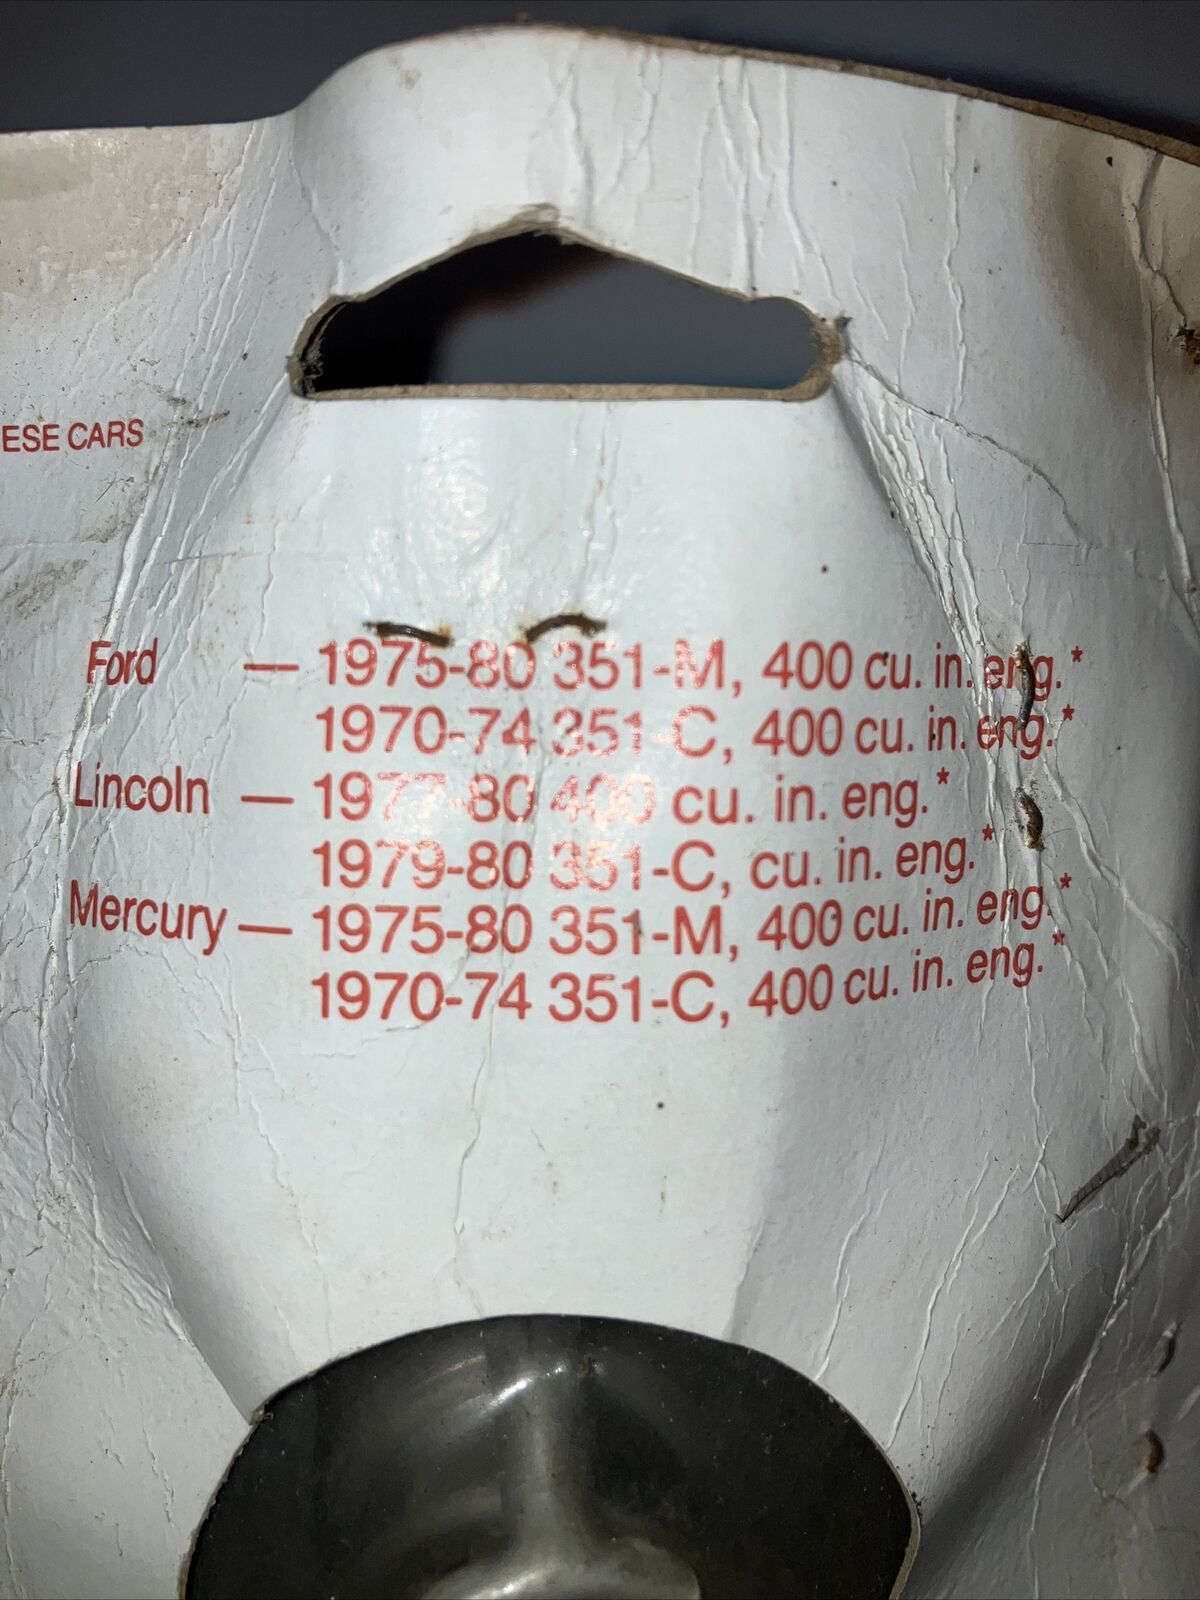 ESE CARS
Ford — 1975-80 351-M, 400 cu. in. eng.*
1970-74 351-C, 400 cu. in. eng.*
Lincoln — 1977-80 400 cu. in. eng.*
1979-80 351-C, cu. in. eng.*
Mercury — 1975-80 351-M, 400 cu. in. eng.*
1970-74 351-C, 400 cu. in. eng.*